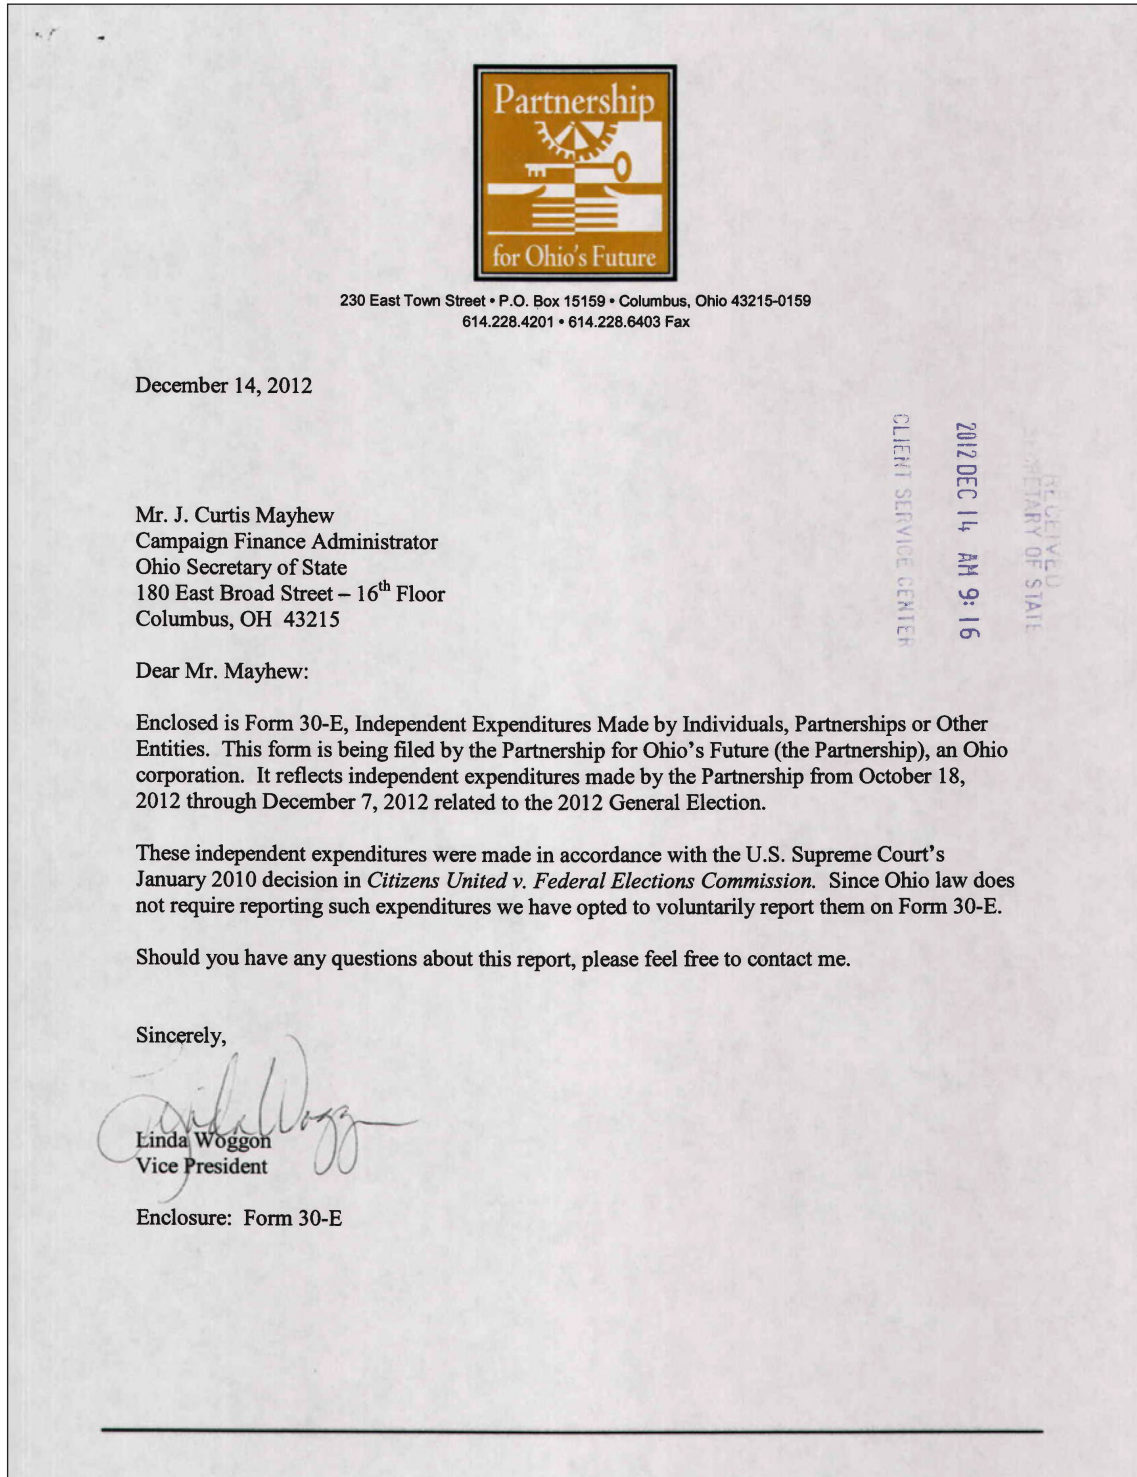 Partnership
for Ohio's Future
230 East Town Street • P.O. Box 15159 • Columbus, Ohio 43215-0159
614.228.4201 • 614.228.6403 Fax
December 14, 2012
RECEIVED
SECRETARY OF STATE
2012 DEC 14 AM 9:16
CLIENT SERVICE CENTER
Mr. J. Curtis Mayhew
Campaign Finance Administrator
Ohio Secretary of State
180 East Broad Street – 16th Floor
Columbus, OH 43215
Dear Mr. Mayhew:
Enclosed is Form 30-E, Independent Expenditures Made by Individuals, Partnerships or Other
Entities. This form is being filed by the Partnership for Ohio's Future (the Partnership), an Ohio
corporation. It reflects independent expenditures made by the Partnership from October 18,
2012 through December 7, 2012 related to the 2012 General Election.
These independent expenditures were made in accordance with the U.S. Supreme Court's
January 2010 decision in Citizens United v. Federal Elections Commission. Since Ohio law does
not require reporting such expenditures we have opted to voluntarily report them on Form 30-E.
Should you have any questions about this report, please feel free to contact me.
Sincerely,
Linda Woggon
Linda Woggon
Vice President
Enclosure: Form 30-E